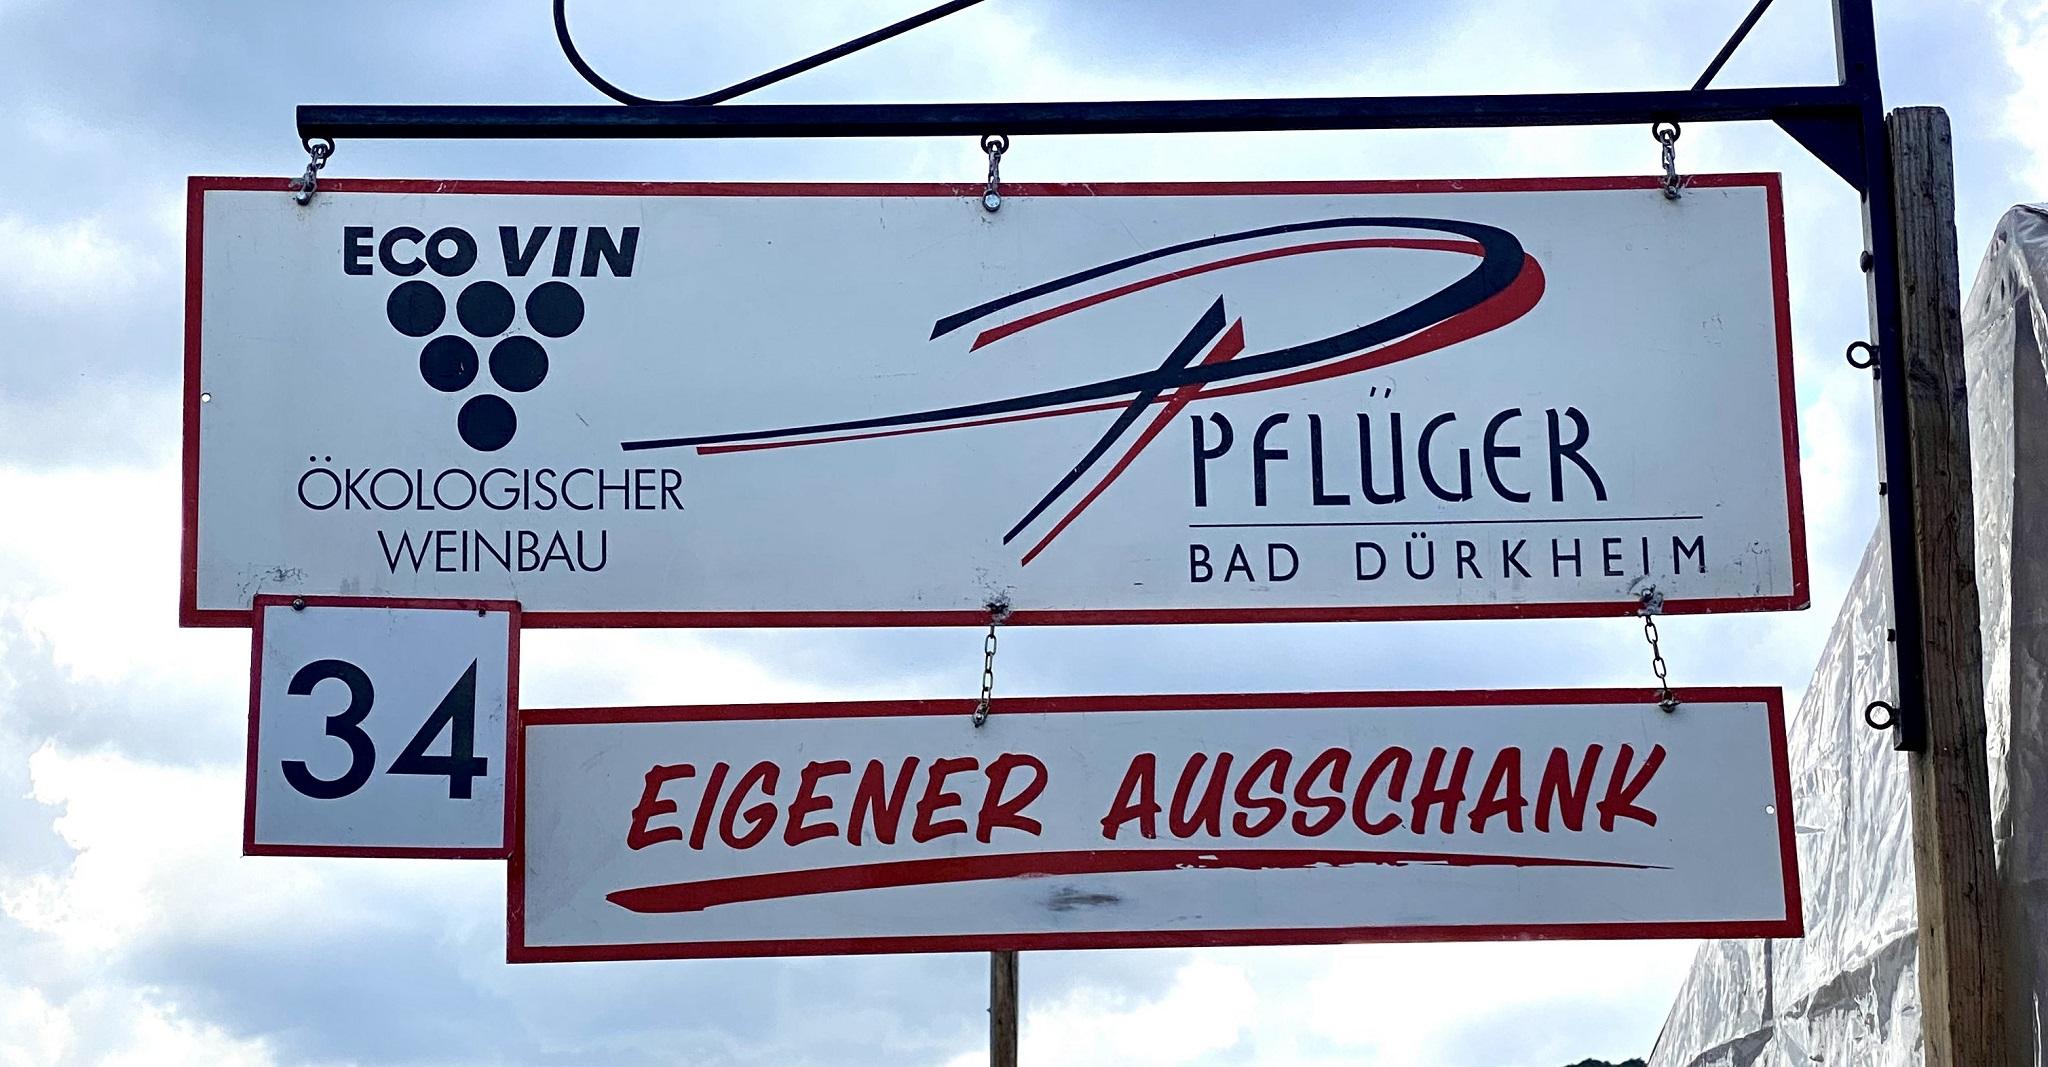 ECO VIN
ÖKOLOGISCHER
WEINBAU
PFLÜGER
BAD DÜRKHEIM
34
EIGENER AUSSCHANK